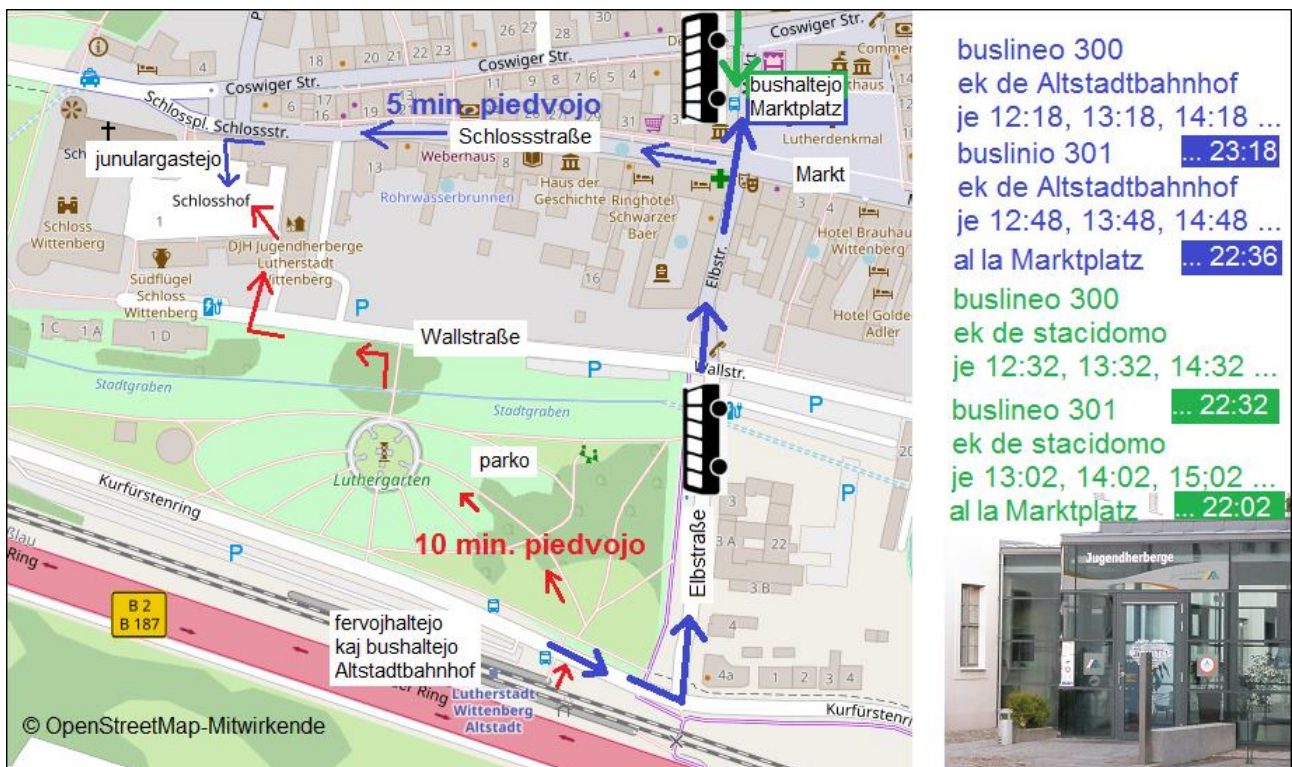 Coswiger Str.
Coswiger Str.
Coswiger Str.
5 min. piedvojo
Schlossstraße
Schlosspl. Schlossstr.
junulargastejo
Schlosshof
Schloss
Wittenberg
Südflügel
Schloss
Wittenberg
DJH Jugendherberge
Lutherstadt
Wittenberg
Weberhaus
Röhrwasserbrunnen
Haus der
Geschichte
Ringhotel
Schwarzer
Baer
bushaltejo
Marktplatz
Lutherdenkmal
Markt
Hotel Brauhau
Wittenberg
Hotel Golde
Adler
Elbstr.
Wallstraße
Wallstr.
Stadtgraben
Stadtgraben
parko
Luthergarten
Kurfürstenring
10 min. piedvojo
Elbstraße
B 2
B 187
fervojhaltejo
kaj bushaltejo
Altstadtbahnhof
Lutherstadt
Wittenberg
Altstadt
Kurfürstenri
© OpenStreetMap-Mitwirkende
buslineo 300
ek de Altstadtbahnhof
je 12:18, 13:18, 14:18 ...
... 23:18
buslinio 301
ek de Altstadtbahnhof
je 12:48, 13:48, 14:48 ...
al la Marktplatz ... 22:36
buslineo 300
ek de stacidomo
je 12:32, 13:32, 14:32 ...
... 22:32
buslineo 301
ek de stacidomo
je 13:02, 14:02, 15:02 ...
al la Marktplatz ... 22:02
Jugendherberge